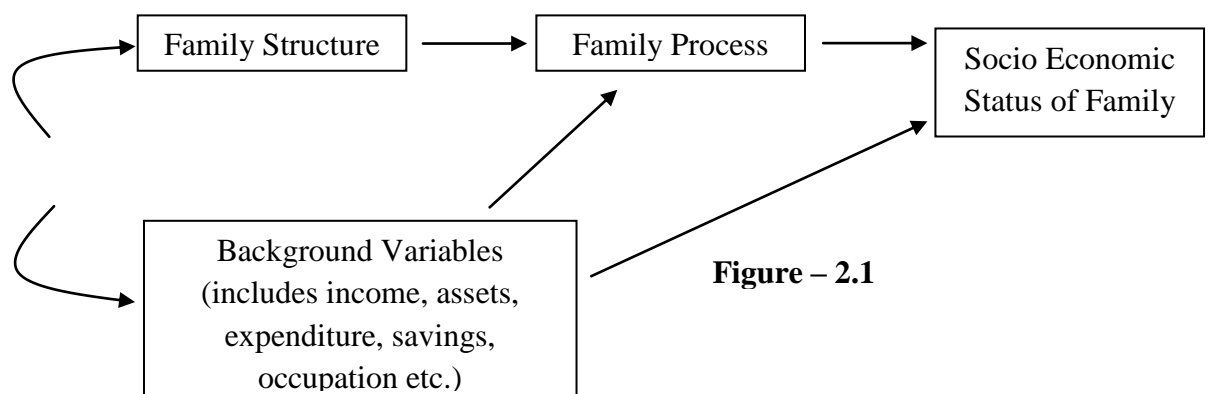 Family Structure
Family Process
Socio Economic
Status of Family
Background Variables
(includes income, assets,
expenditure, savings,
occupation etc.)
Figure – 2.1